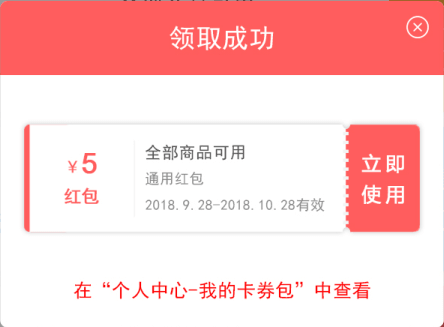 领取成功
¥5
红包
全部商品可用
通用红包
2018.9.28-2018.10.28有效
立即
使用
在“个人中心-我的卡券包”中查看